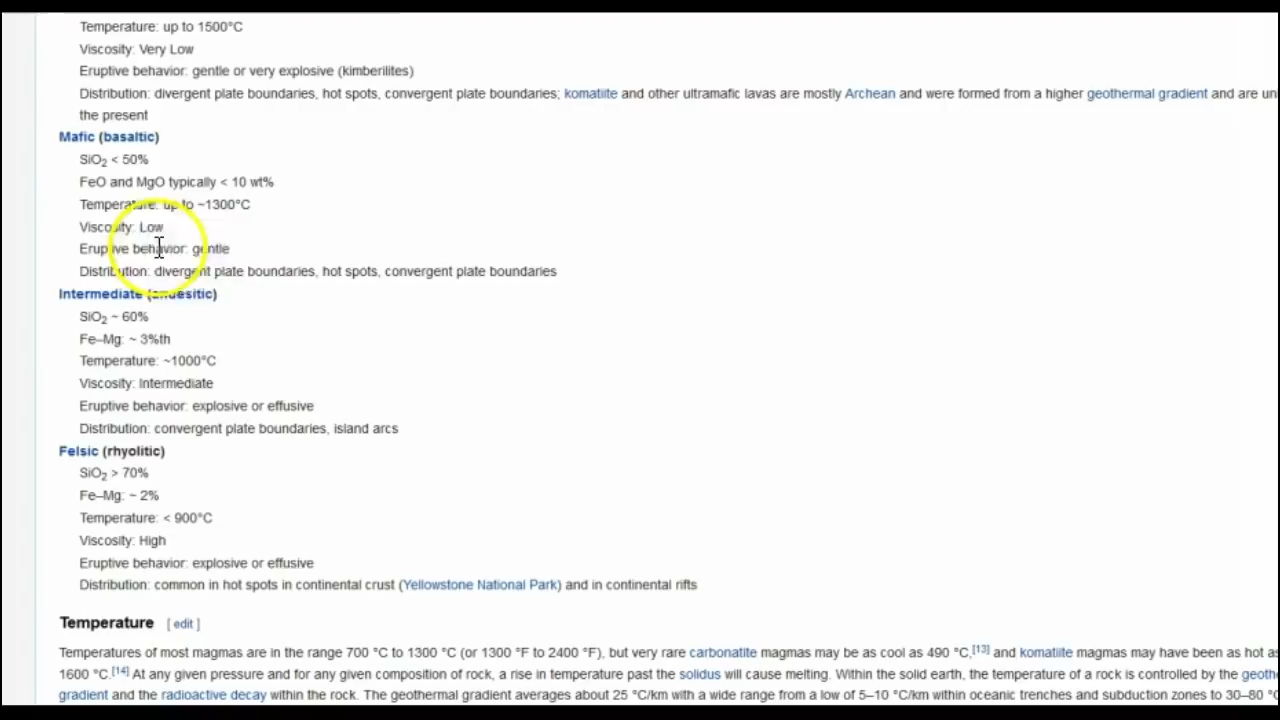 Temperature: up to 1500°C
Viscosity: Very Low
Eruptive behavior: gentle or very explosive (kimberilites)
Distribution: divergent plate boundaries, hot spots, convergent plate boundaries; komatiite and other ultramafic lavas are mostly Archean and were formed from a higher geothermal gradient and are un
the present
Mafic (basaltic)
SiO₂ < 50%
FeO and MgO typically < 10 wt%
Temperature: up to ~1300°C
Viscosity: Low
Eruptive behavior: gentle
Distribution: divergent plate boundaries, hot spots, convergent plate boundaries
Intermediate (andesitic)
SiO₂ ~ 60%
Fe–Mg: ~ 3%th
Temperature: ~1000°C
Viscosity: Intermediate
Eruptive behavior: explosive or effusive
Distribution: convergent plate boundaries, island arcs
Felsic (rhyolitic)
SiO₂ > 70%
Fe–Mg: ~ 2%
Temperature: < 900°C
Viscosity: High
Eruptive behavior: explosive or effusive
Distribution: common in hot spots in continental crust (Yellowstone National Park) and in continental rifts
Temperature [ edit ]
Temperatures of most magmas are in the range 700 °C to 1300 °C (or 1300 °F to 2400 °F), but very rare carbonatite magmas may be as cool as 490 °C,[13] and komatiite magmas may have been as hot as
1600 °C.[14] At any given pressure and for any given composition of rock, a rise in temperature past the solidus will cause melting. Within the solid earth, the temperature of a rock is controlled by the geoth
gradient and the radioactive decay within the rock. The geothermal gradient averages about 25 °C/km with a wide range from a low of 5–10 °C/km within oceanic trenches and subduction zones to 30–80 °C